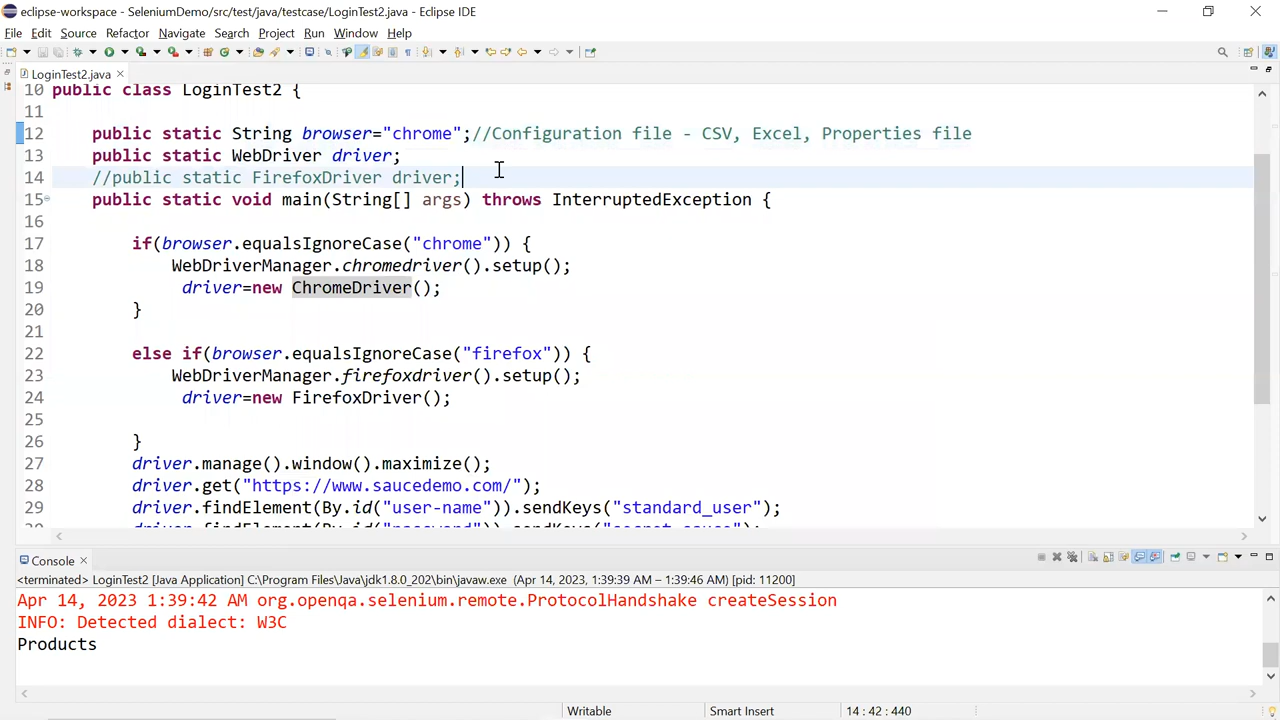 eclipse-workspace - SeleniumDemo/src/test/java/testcase/LoginTest2.java - Eclipse IDE
File Edit Source Refactor Navigate Search Project Run Window Help
LoginTest2.java
10 public class LoginTest2 {
11
12 public static String browser="chrome";//Configuration file - CSV, Excel, Properties file
13 public static WebDriver driver;
14 //public static FirefoxDriver driver;
15 public static void main(String[] args) throws InterruptedException {
16
17 if(browser.equalsIgnoreCase("chrome")) {
18 WebDriverManager.chromedriver().setup();
19 driver=new ChromeDriver();
20 }
21
22 else if(browser.equalsIgnoreCase("firefox")) {
23 WebDriverManager.firefoxdriver().setup();
24 driver=new FirefoxDriver();
25
26 }
27 driver.manage().window().maximize();
28 driver.get("https://www.saucedemo.com/");
29 driver.findElement(By.id("user-name")).sendKeys("standard_user");
30 driver.findElement(By.id("password")).sendKeys("secret_sauce");
Console
<terminated> LoginTest2 [Java Application] C:\Program Files\Java\jdk1.8.0_202\bin\javaw.exe (Apr 14, 2023, 1:39:39 AM – 1:39:46 AM) [pid: 11200]
Apr 14, 2023 1:39:42 AM org.openqa.selenium.remote.ProtocolHandshake createSession
INFO: Detected dialect: W3C
Products
Writable Smart Insert 14 : 42 : 440